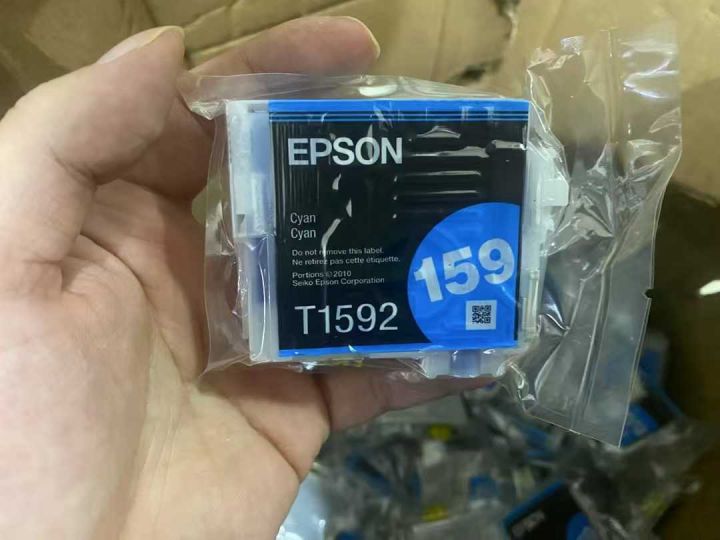 EPSON
Cyan
Cyan
Do not remove this label.
Ne retirez pas cette étiquette.
Portions ©2010
Seiko Epson Corporation
159
T1592
EPSON